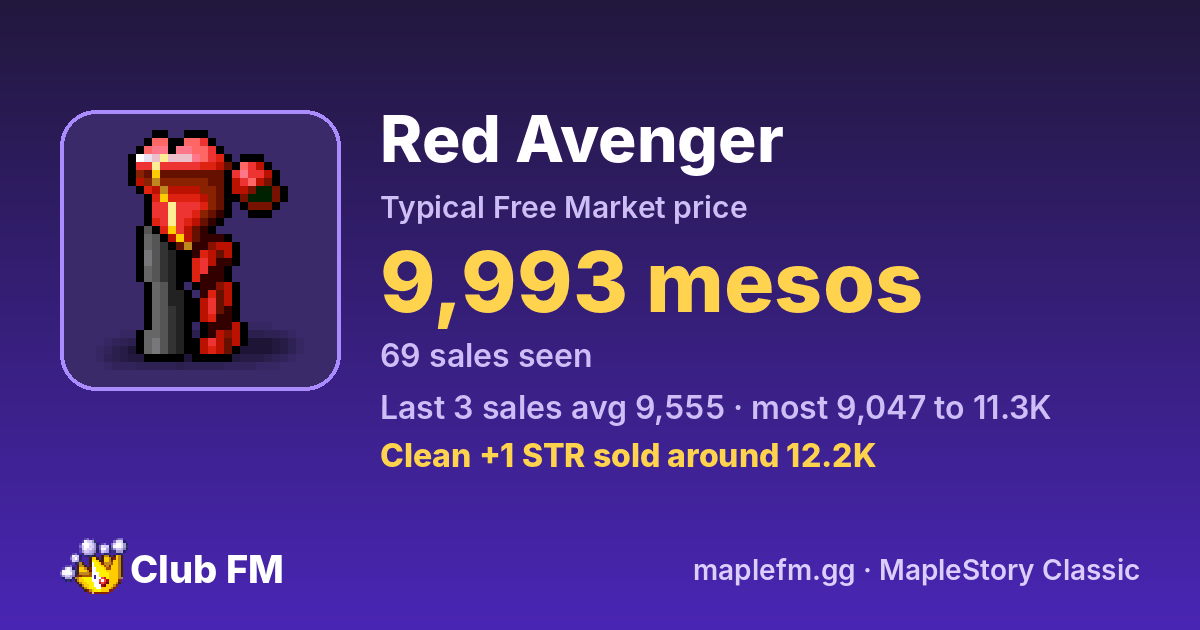 Red Avenger
Typical Free Market price
9,993 mesos
69 sales seen
Last 3 sales avg 9,555 · most 9,047 to 11.3K
Clean +1 STR sold around 12.2K
Club FM
maplefm.gg · MapleStory Classic